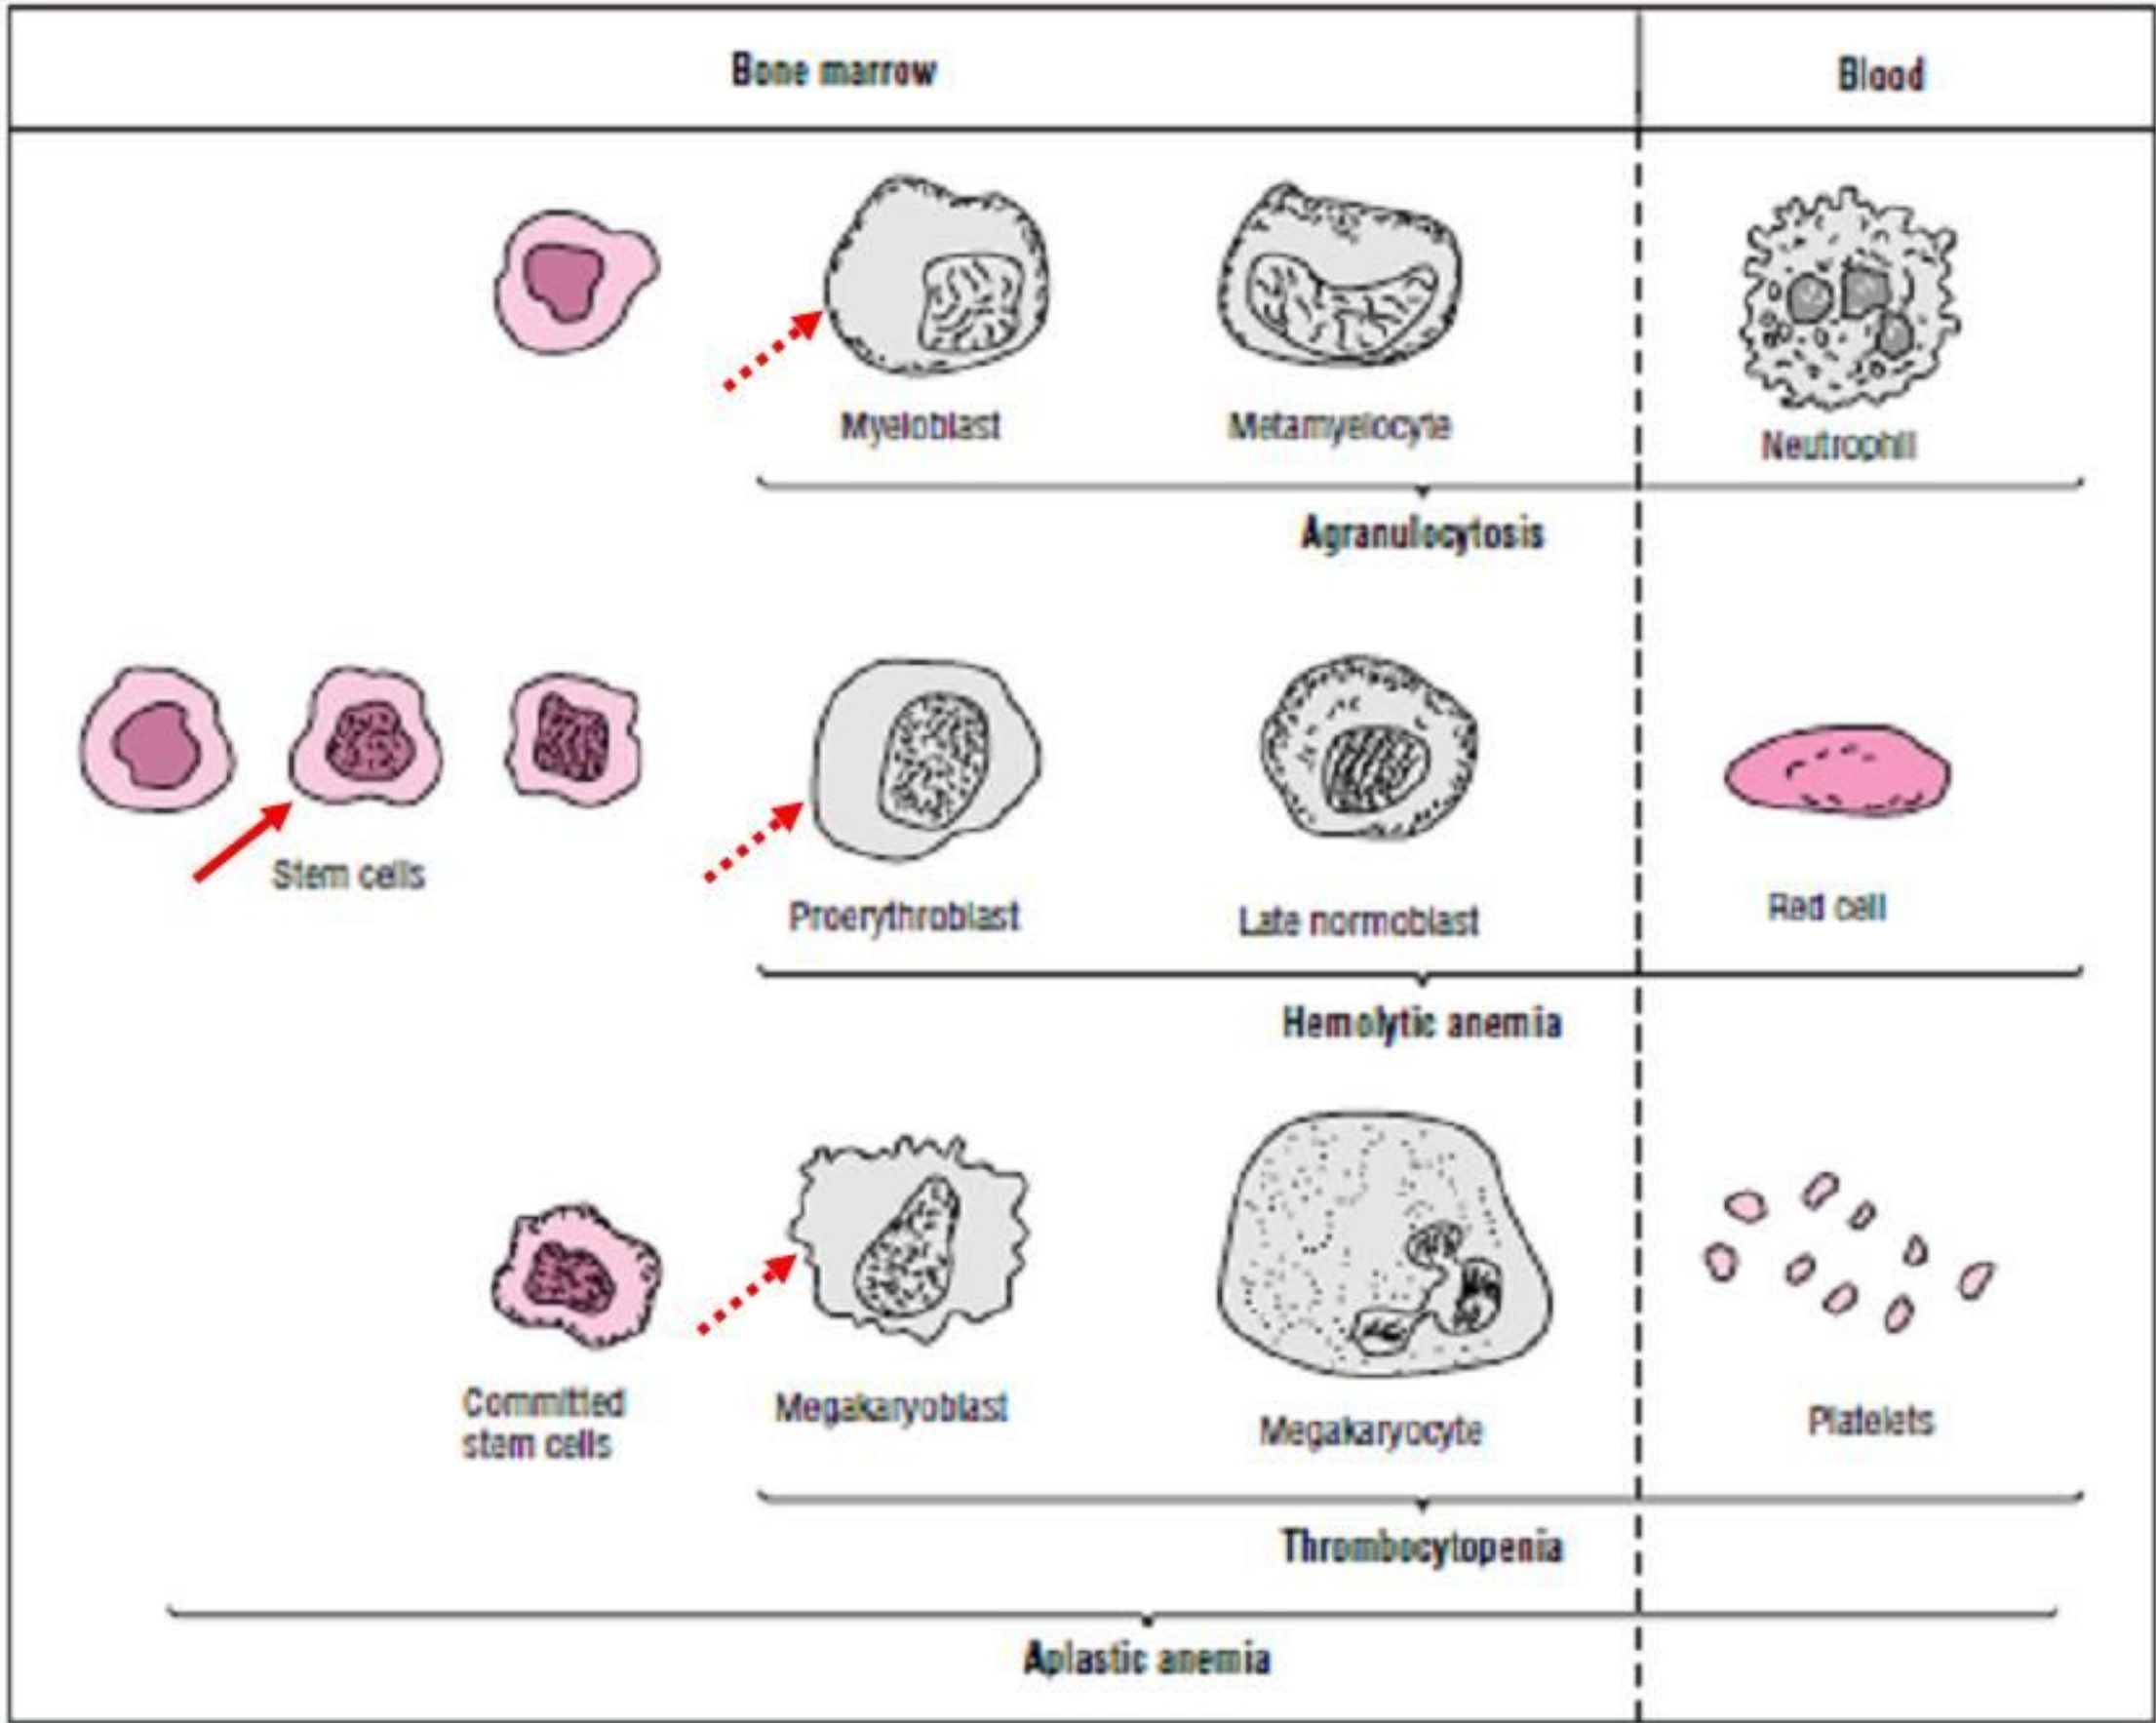 Bone marrow
Blood
Myeloblast
Metamyelocyte
Neutrophil
Agranulocytosis
Stem cells
Proerythroblast
Late normoblast
Red cell
Hemolytic anemia
Committed
stem cells
Megakaryoblast
Megakaryocyte
Platelets
Thrombocytopenia
Aplastic anemia